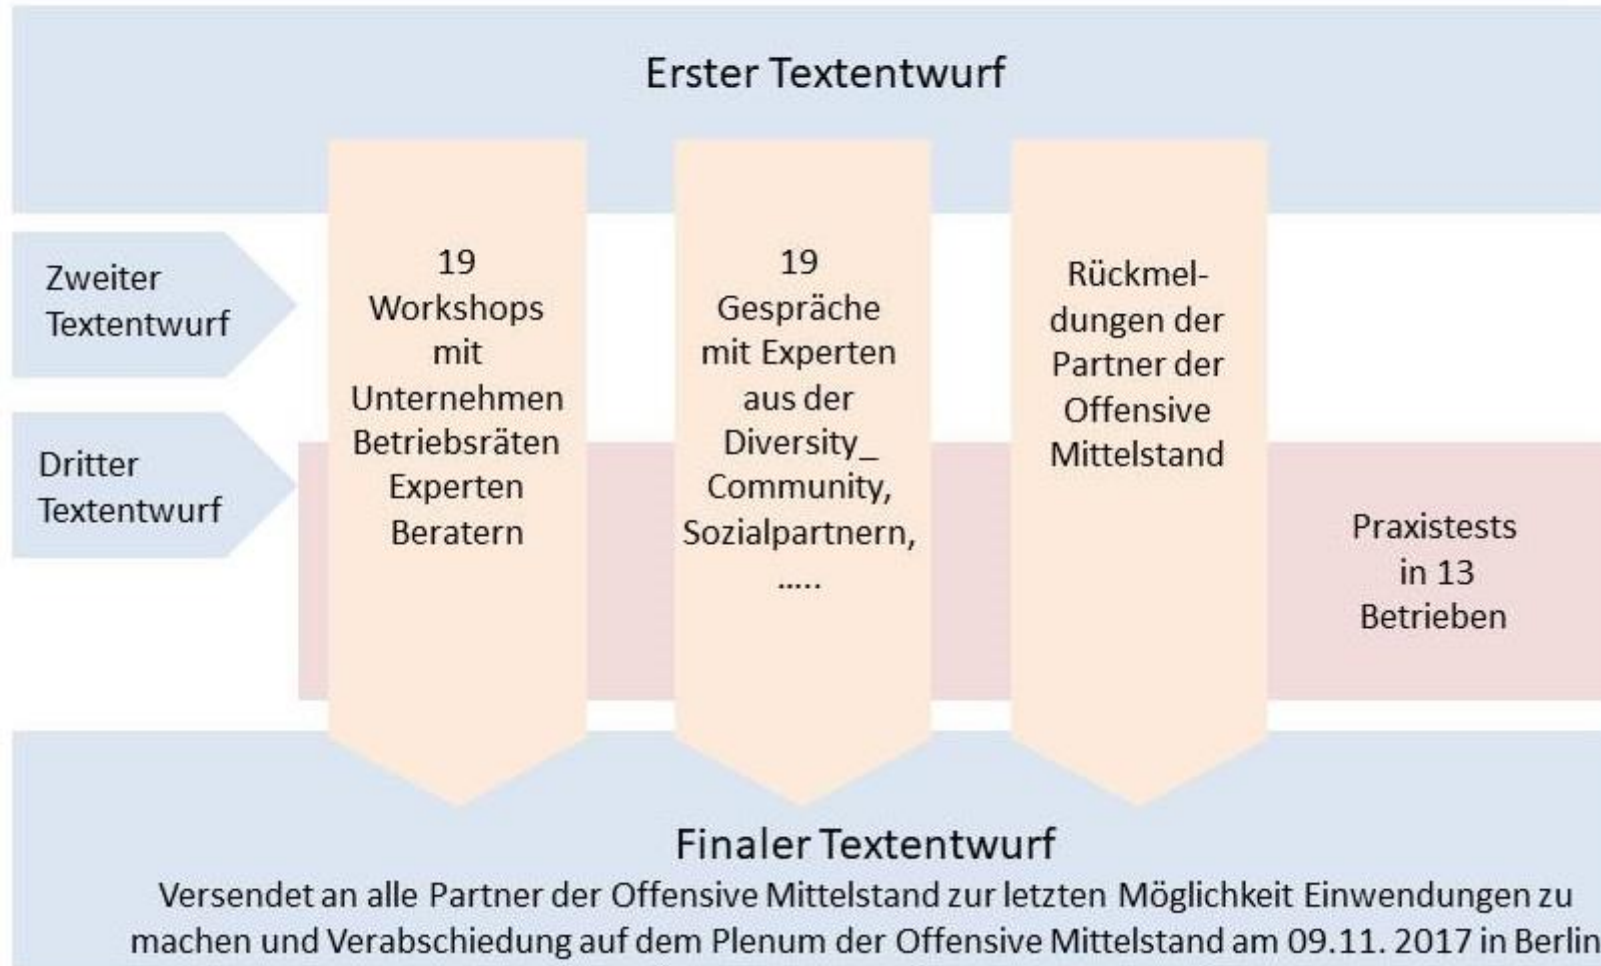 Erster Textentwurf
Zweiter
Textentwurf
Dritter
Textentwurf
19
Workshops
mit
Unternehmen
Betriebsräten
Experten
Beratern
19
Gespräche
mit Experten
aus der
Diversity_
Community,
Sozialpartnern,
.....
Rückmel-
dungen der
Partner der
Offensive
Mittelstand
Praxistests
in 13
Betrieben
Finaler Textentwurf
Versendet an alle Partner der Offensive Mittelstand zur letzten Möglichkeit Einwendungen zu
machen und Verabschiedung auf dem Plenum der Offensive Mittelstand am 09.11. 2017 in Berlin